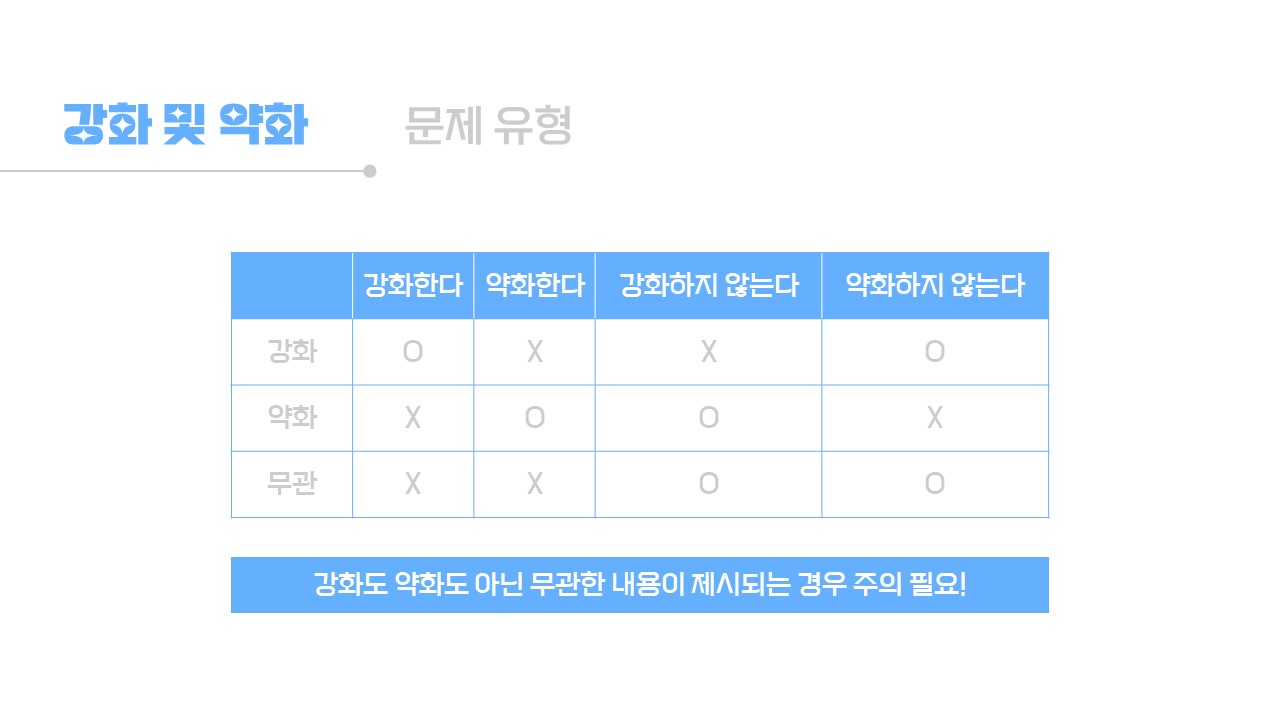 강화 및 약화 문제 유형
강화한다 약화한다 강화하지 않는다 약화하지 않는다
강화 O X X O
약화 X O O X
무관 X X O O
강화도 약화도 아닌 무관한 내용이 제시되는 경우 주의 필요!